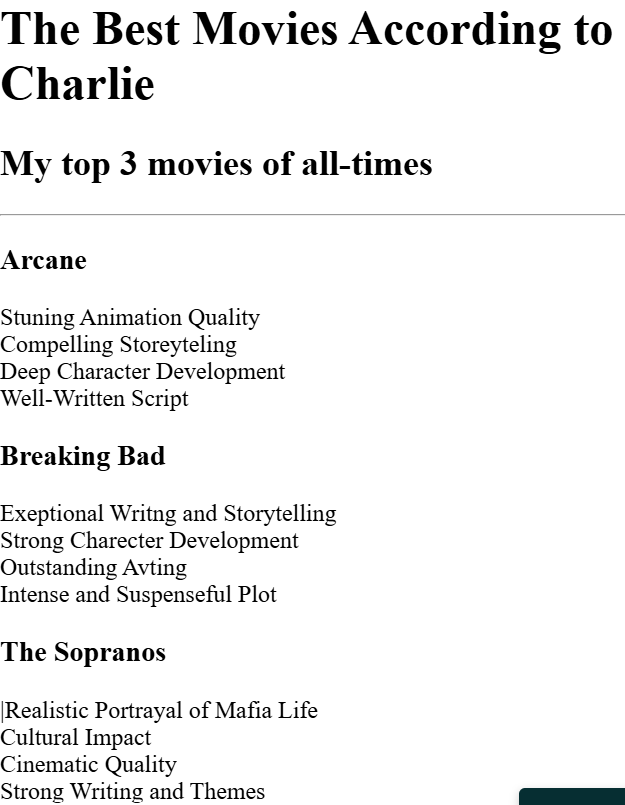 The Best Movies According to
Charlie
My top 3 movies of all-times
Arcane
Stuning Animation Quality
Compelling Storeyteling
Deep Character Development
Well-Written Script
Breaking Bad
Exeptional Writng and Storytelling
Strong Charecter Development
Outstanding Avting
Intense and Suspenseful Plot
The Sopranos
|Realistic Portrayal of Mafia Life
Cultural Impact
Cinematic Quality
Strong Writing and Themes